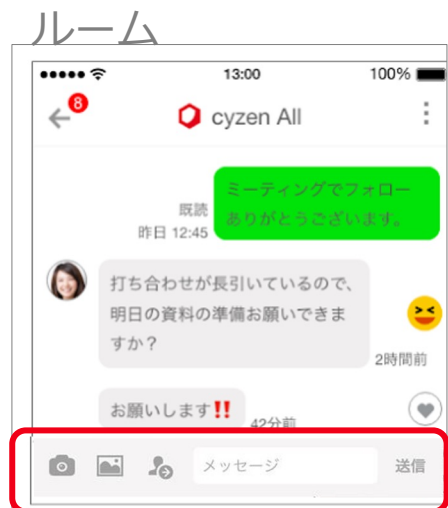 ルーム
13:00
100%
8
cyzen All
ミーティングでフォロー
ありがとうございます。
既読
昨日 12:45
打ち合わせが長引いているので、
明日の資料の準備お願いできま
すか？
2時間前
お願いします‼
42分前
メッセージ
送信